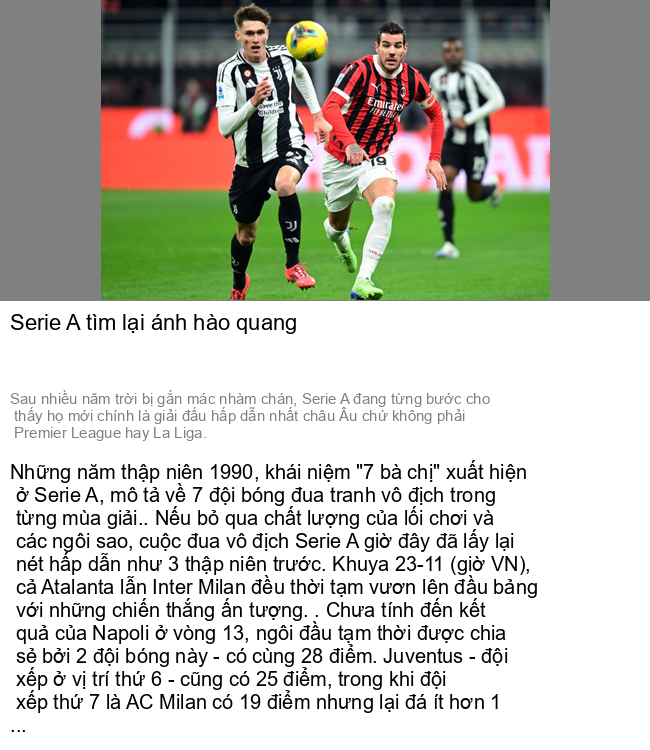 Save the
Children
Emirates
FLY BETTER
19
Serie A tìm lại ánh hào quang
Sau nhiều năm trời bị gắn mác nhàm chán, Serie A đang từng bước cho
thấy họ mới chính là giải đấu hấp dẫn nhất châu Âu chứ không phải
Premier League hay La Liga.
Những năm thập niên 1990, khái niệm "7 bà chị" xuất hiện
ở Serie A, mô tả về 7 đội bóng đua tranh vô địch trong
từng mùa giải.. Nếu bỏ qua chất lượng của lối chơi và
các ngôi sao, cuộc đua vô địch Serie A giờ đây đã lấy lại
nét hấp dẫn như 3 thập niên trước. Khuya 23-11 (giờ VN),
cả Atalanta lẫn Inter Milan đều thời tạm vươn lên đầu bảng
với những chiến thắng ấn tượng. . Chưa tính đến kết
quả của Napoli ở vòng 13, ngôi đầu tạm thời được chia
sẻ bởi 2 đội bóng này - có cùng 28 điểm. Juventus - đội
xếp ở vị trí thứ 6 - cũng có 25 điểm, trong khi đội
xếp thứ 7 là AC Milan có 19 điểm nhưng lại đá ít hơn 1
...